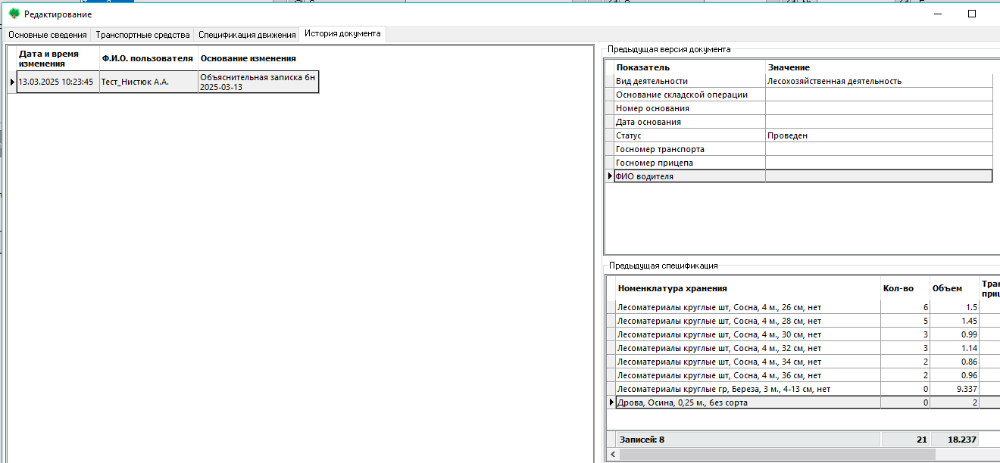 Редактирование
Основные сведения Транспортные средства Спецификация движения История документа
Дата и время изменения Ф.И.О. пользователя Основание изменения
13.03.2025 10:23:45 Тест_Нистюк А.А. Объяснительная записка бн 2025-03-13
Предыдущая версия документа
Показатель Значение
Вид деятельности Лесохозяйственная деятельность
Основание складской операции
Номер основания
Дата основания
Статус Проведен
Госномер транспорта
Госномер прицепа
ФИО водителя
Предыдущая спецификация
Номенклатура хранения Кол-во Объем
Лесоматериалы круглые шт, Сосна, 4 м., 26 см, нет 6 1.5
Лесоматериалы круглые шт, Сосна, 4 м., 28 см, нет 5 1.45
Лесоматериалы круглые шт, Сосна, 4 м., 30 см, нет 3 0.99
Лесоматериалы круглые шт, Сосна, 4 м., 32 см, нет 3 1.14
Лесоматериалы круглые шт, Сосна, 4 м., 34 см, нет 2 0.86
Лесоматериалы круглые шт, Сосна, 4 м., 36 см, нет 2 0.96
Лесоматериалы круглые гр, Береза, 3 м., 4-13 см, нет 0 9.337
Дрова, Осина, 0,25 м., без сорта 0 2
Записей: 8 21 18.237